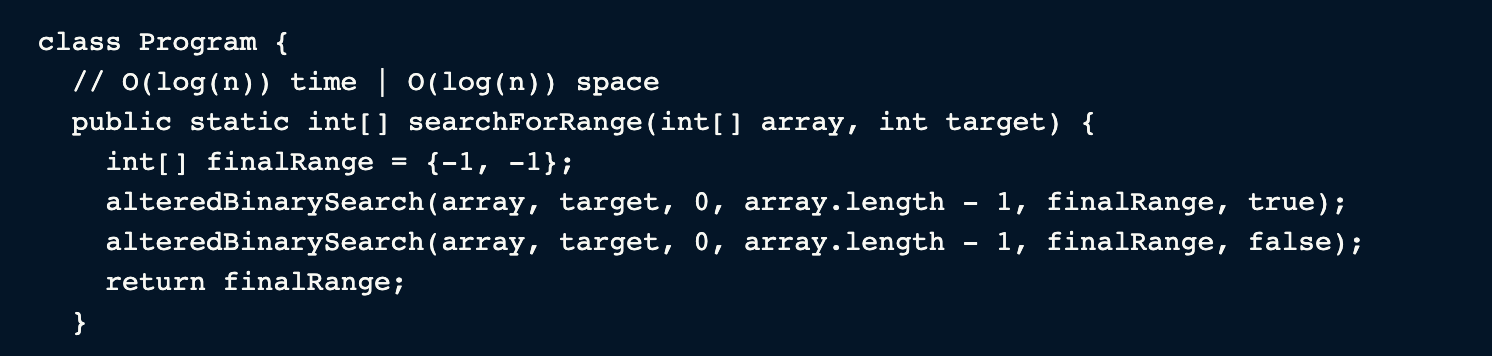 class Program {
// O(log(n)) time | O(log(n)) space
public static int[] searchForRange(int[] array, int target) {
int[] finalRange = {-1, -1};
alteredBinarySearch(array, target, 0, array.length - 1, finalRange, true);
alteredBinarySearch(array, target, 0, array.length - 1, finalRange, false);
return finalRange;
}